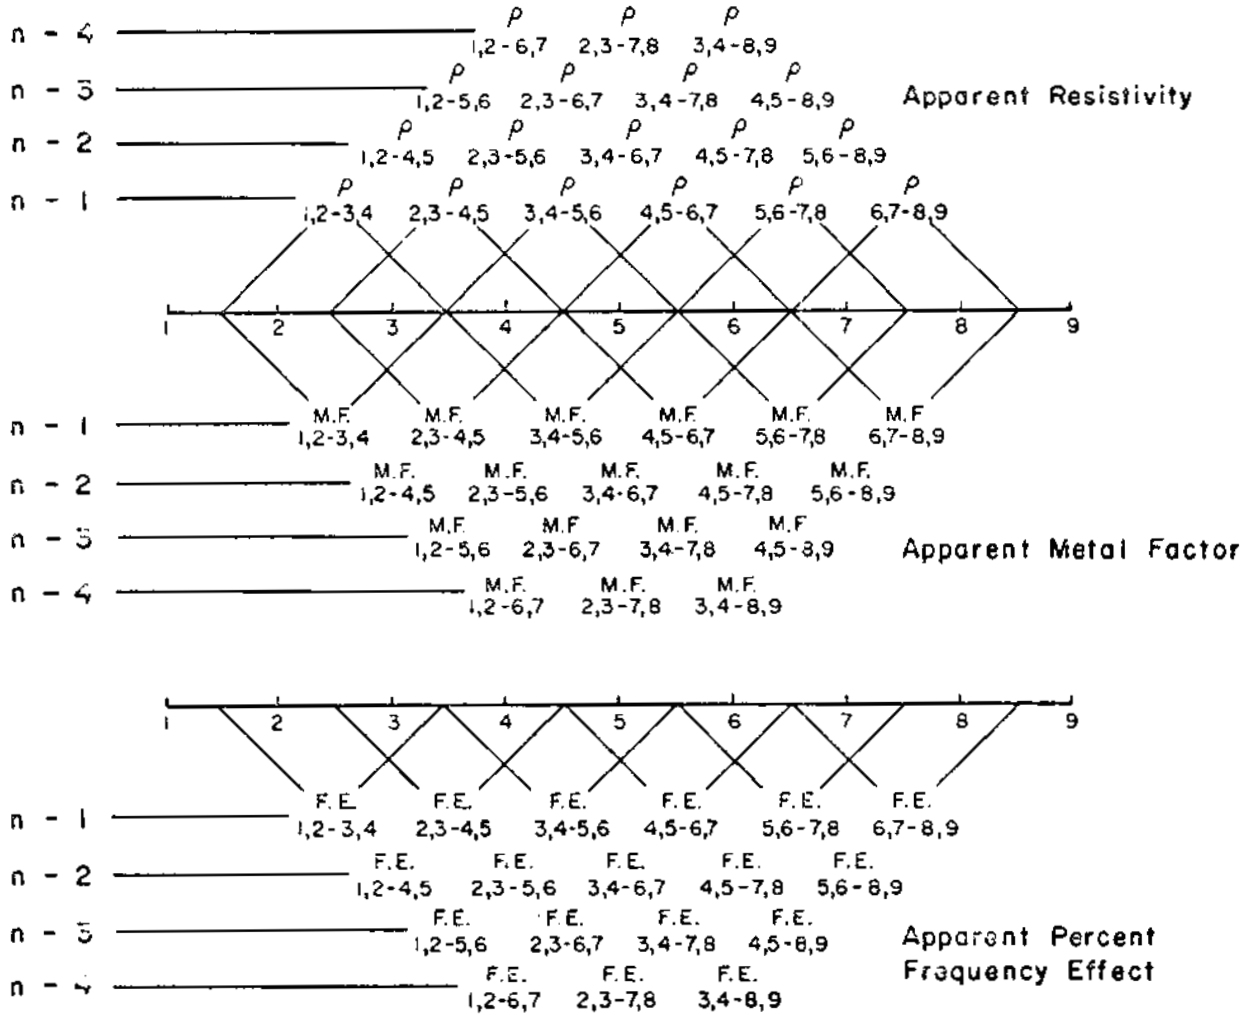 n - 4 ρ ρ ρ
1,2-6,7 2,3-7,8 3,4-8,9
n - 3 ρ ρ ρ ρ
1,2-5,6 2,3-6,7 3,4-7,8 4,5-8,9 Apparent Resistivity
n - 2 ρ ρ ρ ρ ρ
1,2-4,5 2,3-5,6 3,4-6,7 4,5-7,8 5,6-8,9
n - 1 ρ ρ ρ ρ ρ ρ
1,2-3,4 2,3-4,5 3,4-5,6 4,5-6,7 5,6-7,8 6,7-8,9
1 2 3 4 5 6 7 8 9
n - 1 M.F. M.F. M.F. M.F. M.F. M.F
1,2-3,4 2,3-4,5 3,4-5,6 4,5-6,7 5,6-7,8 6,7-8,9
n - 2 M.F. M.F. M.F. M.F. M.F.
1,2-4,5 2,3-5,6 3,4-6,7 4,5-7,8 5,6-8,9
n - 3 M.F. M.F M.F. M.F
1,2-5,6 2,3-6,7 3,4-7,8 4,5-8,9 Apparent Metal Factor
n - 4 M.F. M.F. M.F.
1,2-6,7 2,3-7,8 3,4-8,9
1 2 3 4 5 6 7 8 9
n - 1 F.E. F.E. F.E. F.E. F.E. F.E.
1,2-3,4 2,3-4,5 3,4-5,6 4,5-6,7 5,6-7,8 6,7-8,9
n - 2 F.E. F.E. F.E. F.E. F.E.
1,2-4,5 2,3-5,6 3,4-6,7 4,5-7,8 5,6-8,9
n - 3 F.E. F.E. F.E. F.E.
1,2-5,6 2,3-6,7 3,4-7,8 4,5-8,9 Apparent Percent
Frequency Effect
n - 4 F.E. F.E. F.E.
1,2-6,7 2,3-7,8 3,4-8,9